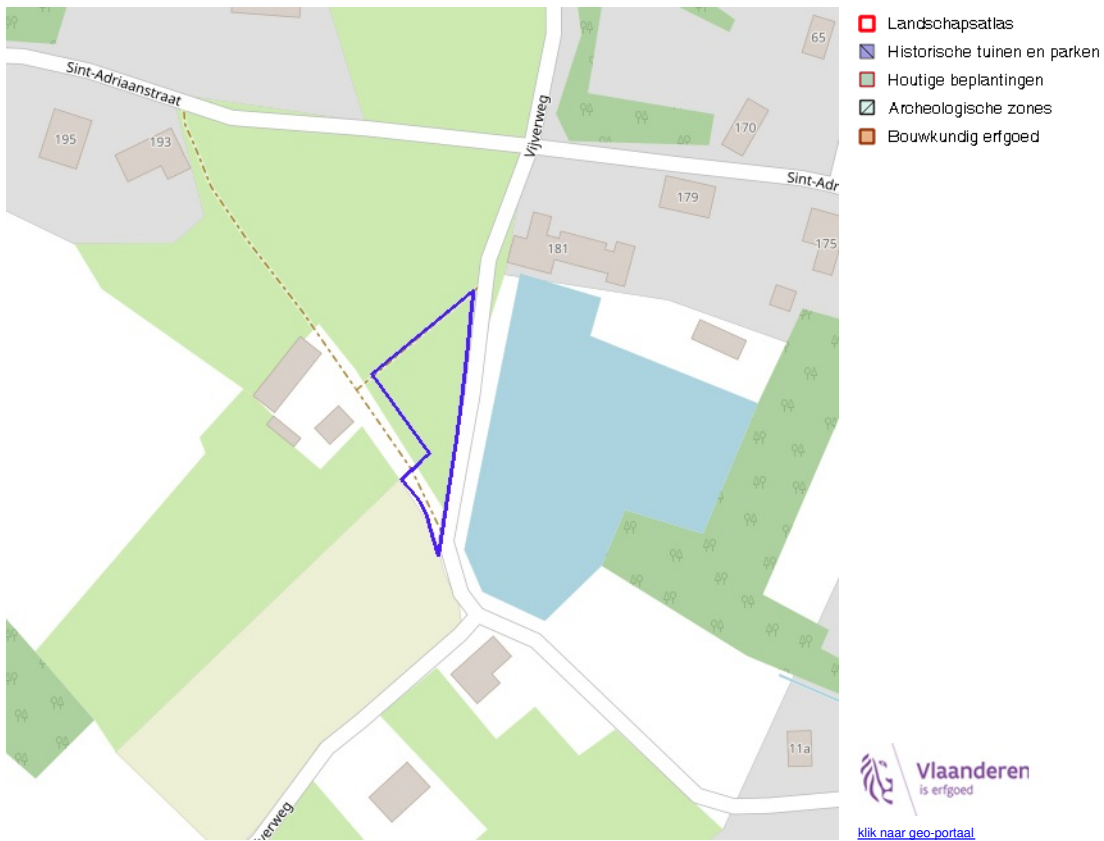 65
Sint-Adriaanstraat
Vijverweg
170
195
193
Sint-Adr
179
181
175
11a
verweg
Landschapsatlas
Historische tuinen en parken
Houtige beplantingen
Archeologische zones
Bouwkundig erfgoed
Vlaanderen
is erfgoed
klik naar geo-portaal